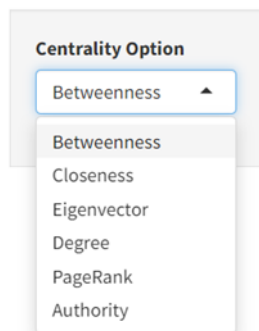 Centrality Option
Betweenness
Betweenness
Closeness
Eigenvector
Degree
PageRank
Authority